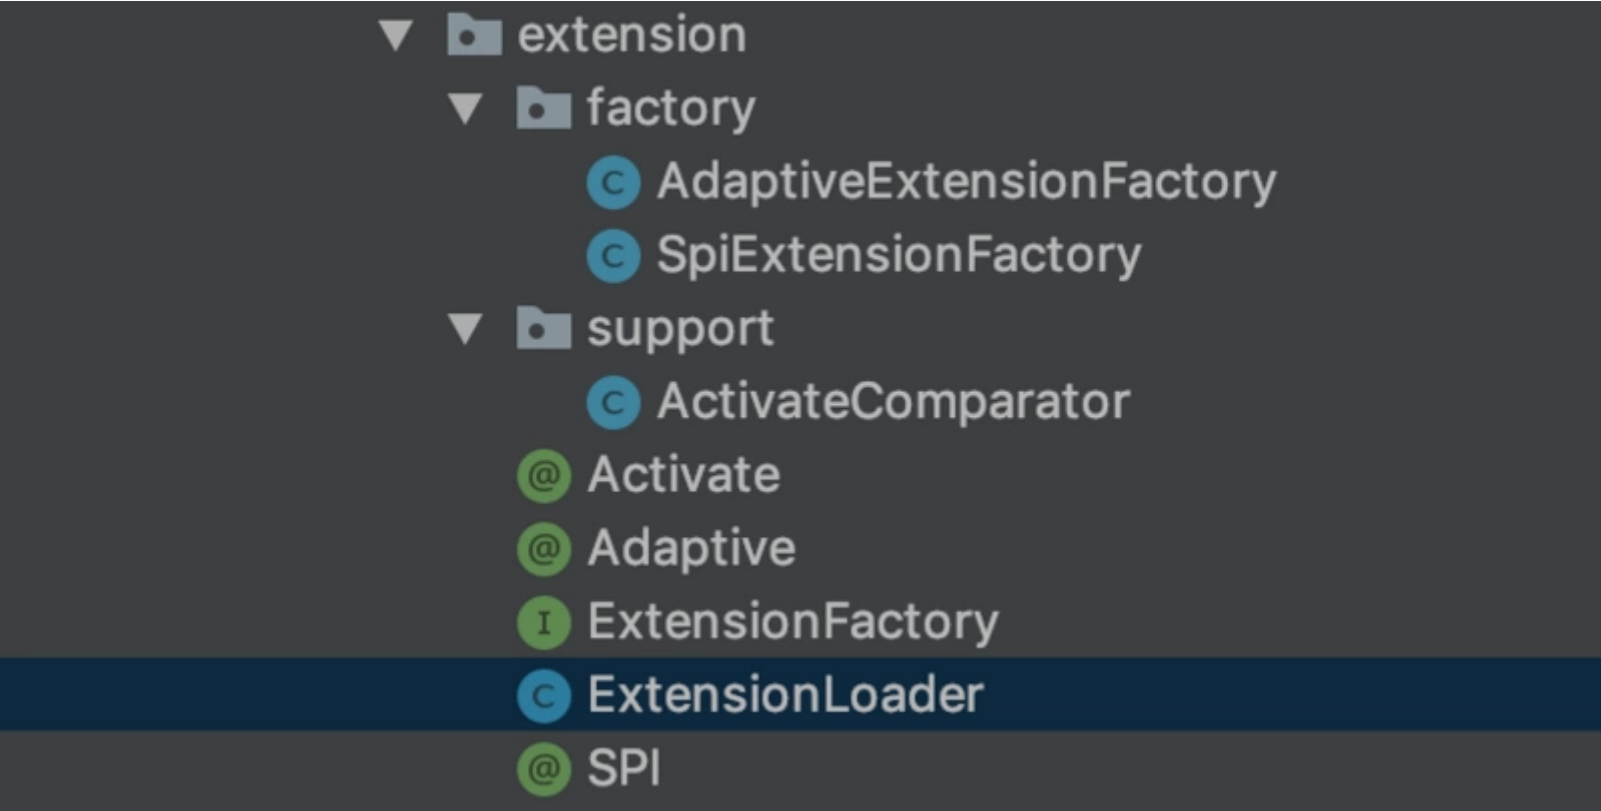 extension
factory
C AdaptiveExtensionFactory
C SpiExtensionFactory
support
C ActivateComparator
@ Activate
@ Adaptive
I ExtensionFactory
C ExtensionLoader
@ SPI